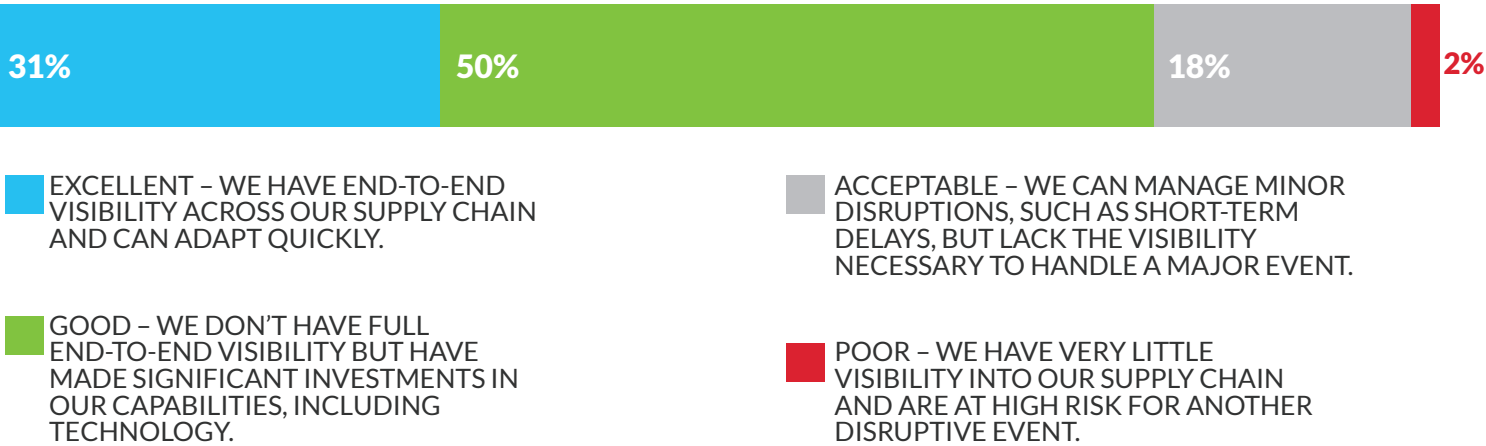 31%
50%
18%
2%
EXCELLENT – WE HAVE END-TO-END
VISIBILITY ACROSS OUR SUPPLY CHAIN
AND CAN ADAPT QUICKLY.
GOOD – WE DON’T HAVE FULL
END-TO-END VISIBILITY BUT HAVE
MADE SIGNIFICANT INVESTMENTS IN
OUR CAPABILITIES, INCLUDING
TECHNOLOGY.
ACCEPTABLE – WE CAN MANAGE MINOR
DISRUPTIONS, SUCH AS SHORT-TERM
DELAYS, BUT LACK THE VISIBILITY
NECESSARY TO HANDLE A MAJOR EVENT.
POOR – WE HAVE VERY LITTLE
VISIBILITY INTO OUR SUPPLY CHAIN
AND ARE AT HIGH RISK FOR ANOTHER
DISRUPTIVE EVENT.